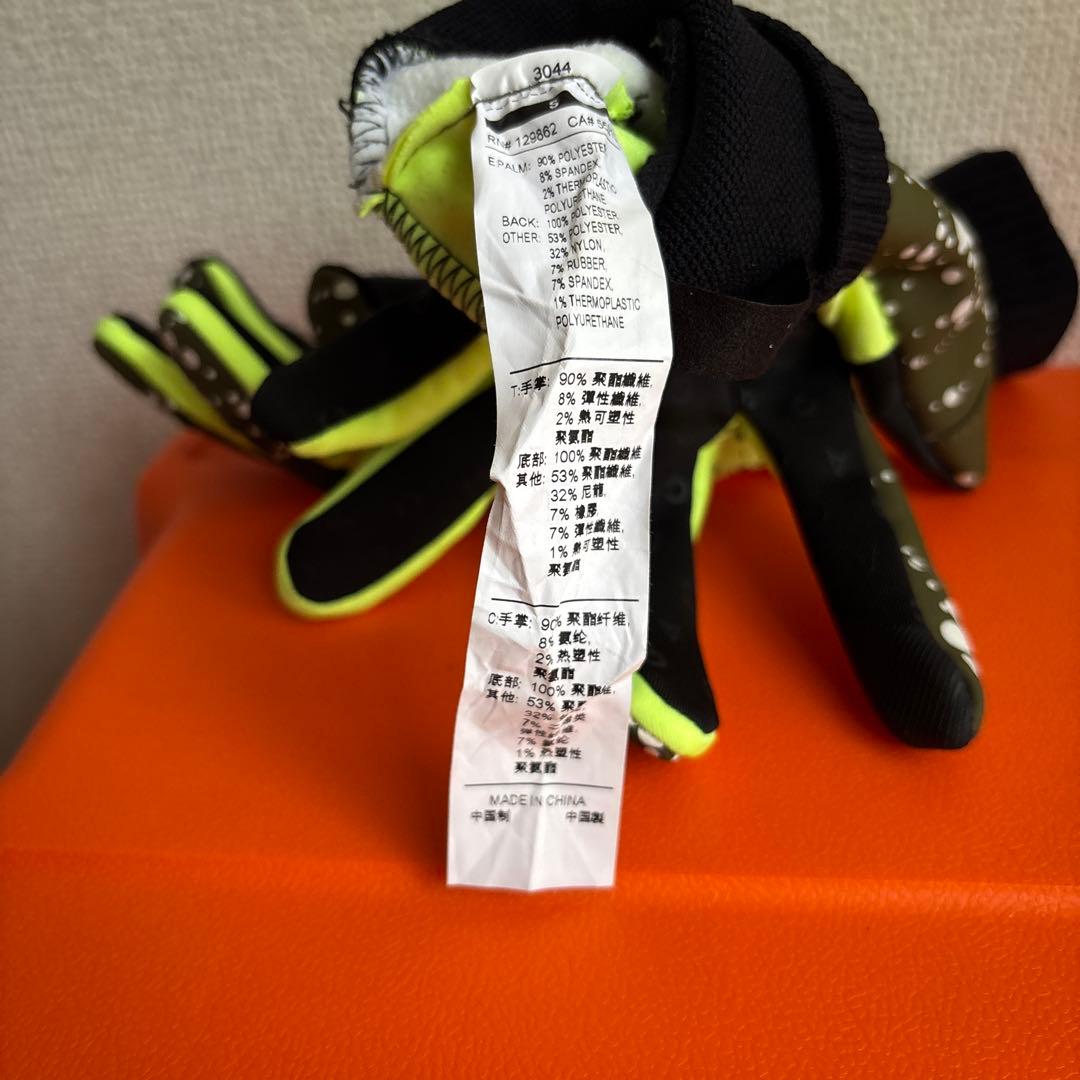 3044
S
RN# 129862 CA#
E PALM: 90% POLYESTER
8% SPANDEX,
2% THERMOPLASTIC
POLYURETHANE
BACK: 100% POLYESTER
OTHER: 53% POLYESTER,
32% NYLON,
7% RUBBER,
7% SPANDEX,
1% THERMOPLASTIC
POLYURETHANE
T:手掌: 90% 聚酯纖維,
8% 彈性纖維,
2% 熱可塑性
聚氨酯
底部: 100% 聚酯纖維
其他: 53% 聚酯纖維,
32% 尼龍,
7% 橡膠,
7% 彈性纖維,
1% 熱可塑性
聚氨酯
C:手掌: 90% 聚酯纤维,
8% 氨纶,
2% 热塑性
聚氨酯
底部: 100% 聚酯纤维,
其他: 53%
32%
7%
7% 氨纶
1% 热塑性
聚氨酯
MADE IN CHINA
中国制 中国製